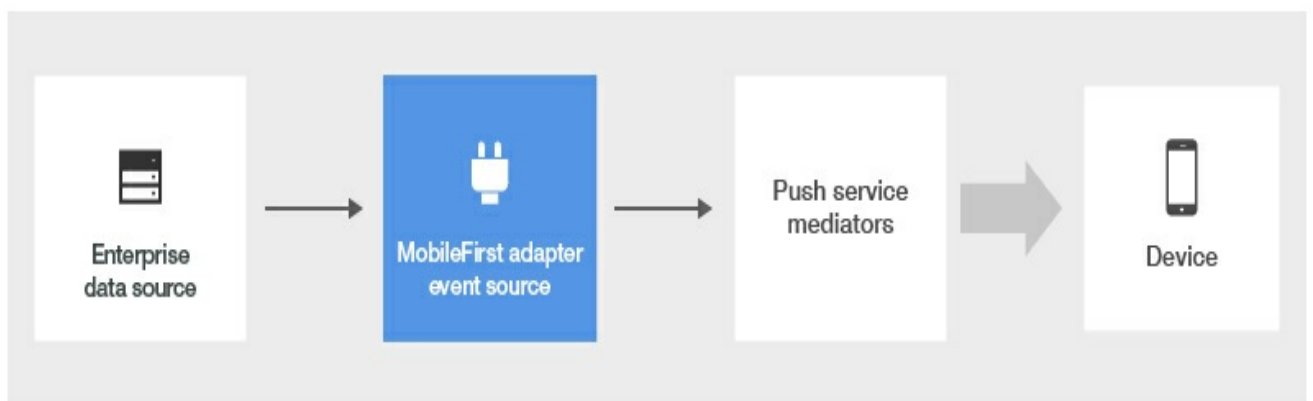 Enterprise
data source
MobileFirst adapter
event source
Push service
mediators
Device